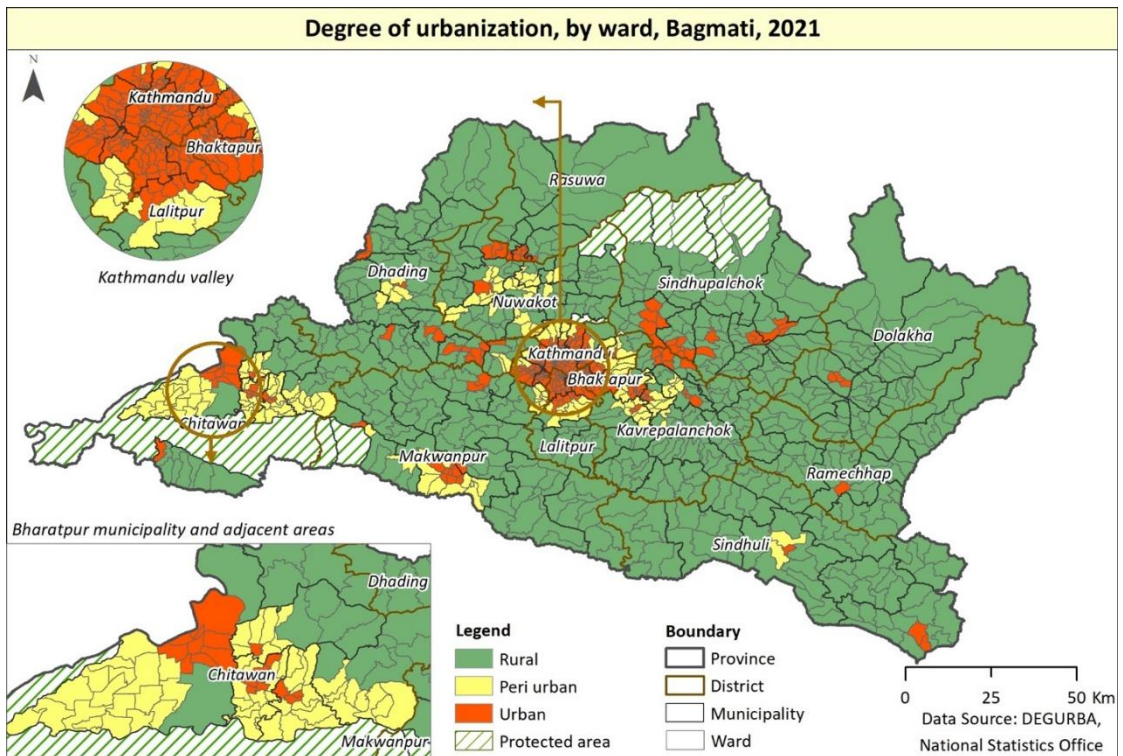 Degree of urbanization, by ward, Bagmati, 2021
N
Kathmandu
Bhaktapur
Lalitpur
Kathmandu valley
Rasuwa
Dhading
Nuwakot
Sindhupalchok
Dolakha
Kathmandu
Bhaktapur
Chitawan
Lalitpur
Kavrepalanchok
Makwanpur
Ramechhap
Sindhuli
Bharatpur municipality and adjacent areas
Dhading
Chitawan
Makwanpur
Legend
Rural
Peri urban
Urban
Protected area
Boundary
Province
District
Municipality
Ward
0 25 50 Km
Data Source: DEGURBA,
National Statistics Office